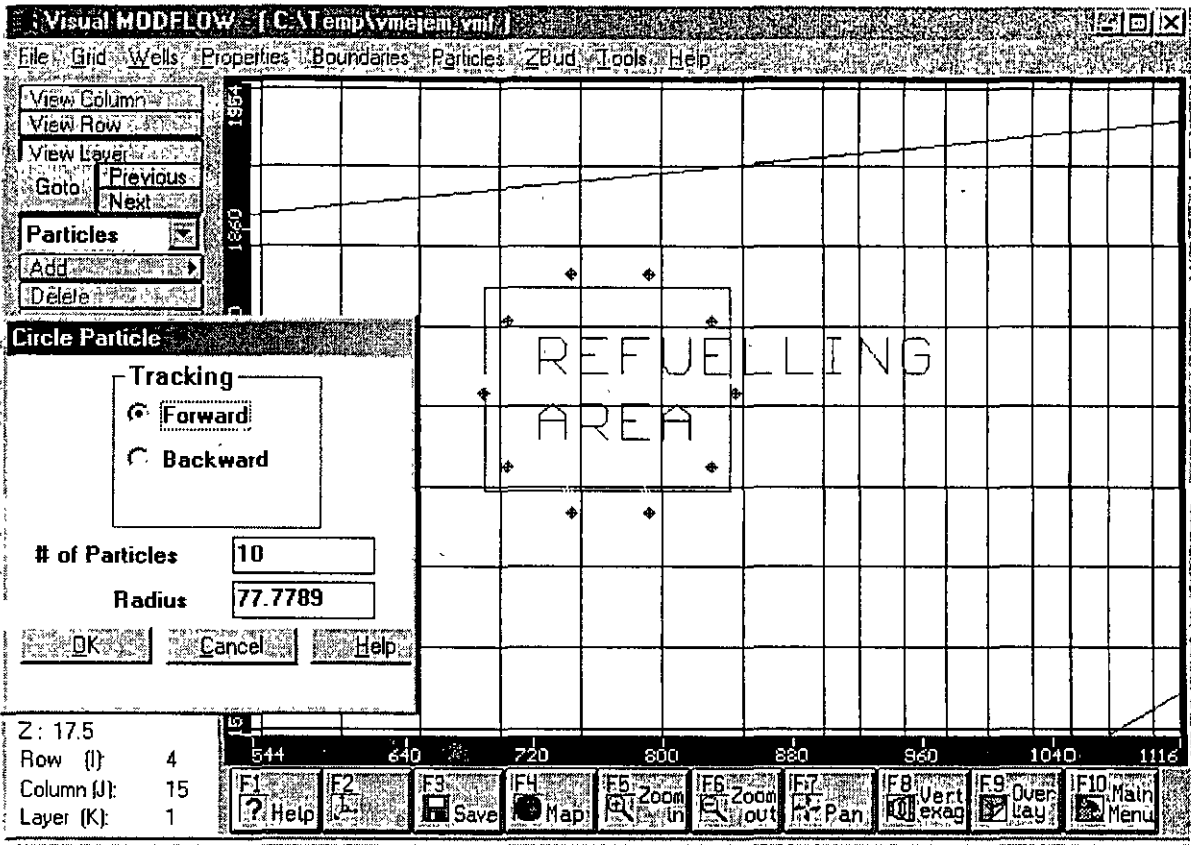 Visual MODFLOW - [ C:\Temp\vmejem.vmf ]
File Grid Wells Properties Boundaries Particles ZBud Tools Help
View Column
View Row
View Layer
Goto Previous
Next
Particles
Add
Delete
1954
1860
Circle Particle
Tracking
Forward
Backward
# of Particles 10
Radius 77.7789
OK Cancel Help
REFUELLING
AREA
Z : 17.5
Row (I): 4
Column (J): 15
Layer (K): 1
544 640 720 800 880 960 1040 1116
F1 ? Help
F2
F3 Save
F4 Map
F5 Zoom in
F6 Zoom out
F7 Pan
F8 Vert exag
F9 Over Lay
F10 Main Menu